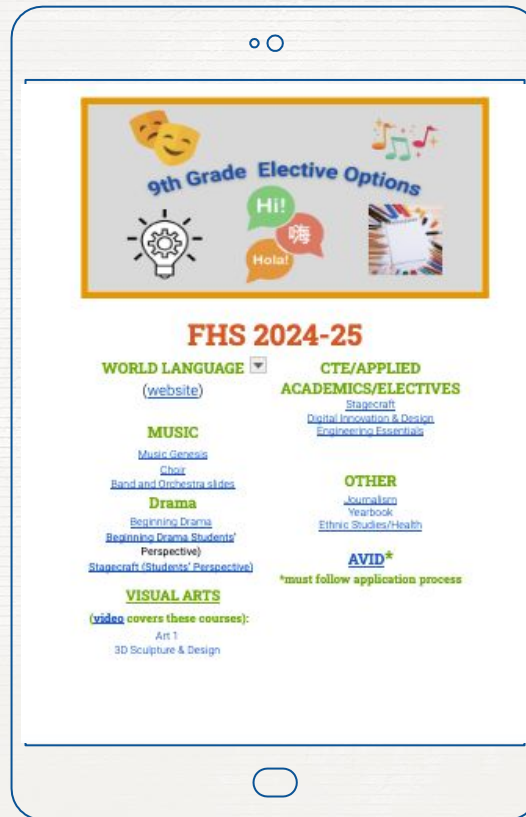 9th Grade Elective Options
Hi!
嗨
Hola!
FHS 2024-25
WORLD LANGUAGE
(website)
MUSIC
Music Genesis
Choir
Band and Orchestra slides
Drama
Beginning Drama
Beginning Drama Students'
Perspective)
Stagecraft (Students' Perspective)
VISUAL ARTS
(video covers these courses):
Art 1
3D Sculpture & Design
CTE/APPLIED
ACADEMICS/ELECTIVES
Stagecraft
Digital Innovation & Design
Engineering Essentials
OTHER
Journalism
Yearbook
Ethnic Studies/Health
AVID*
*must follow application process